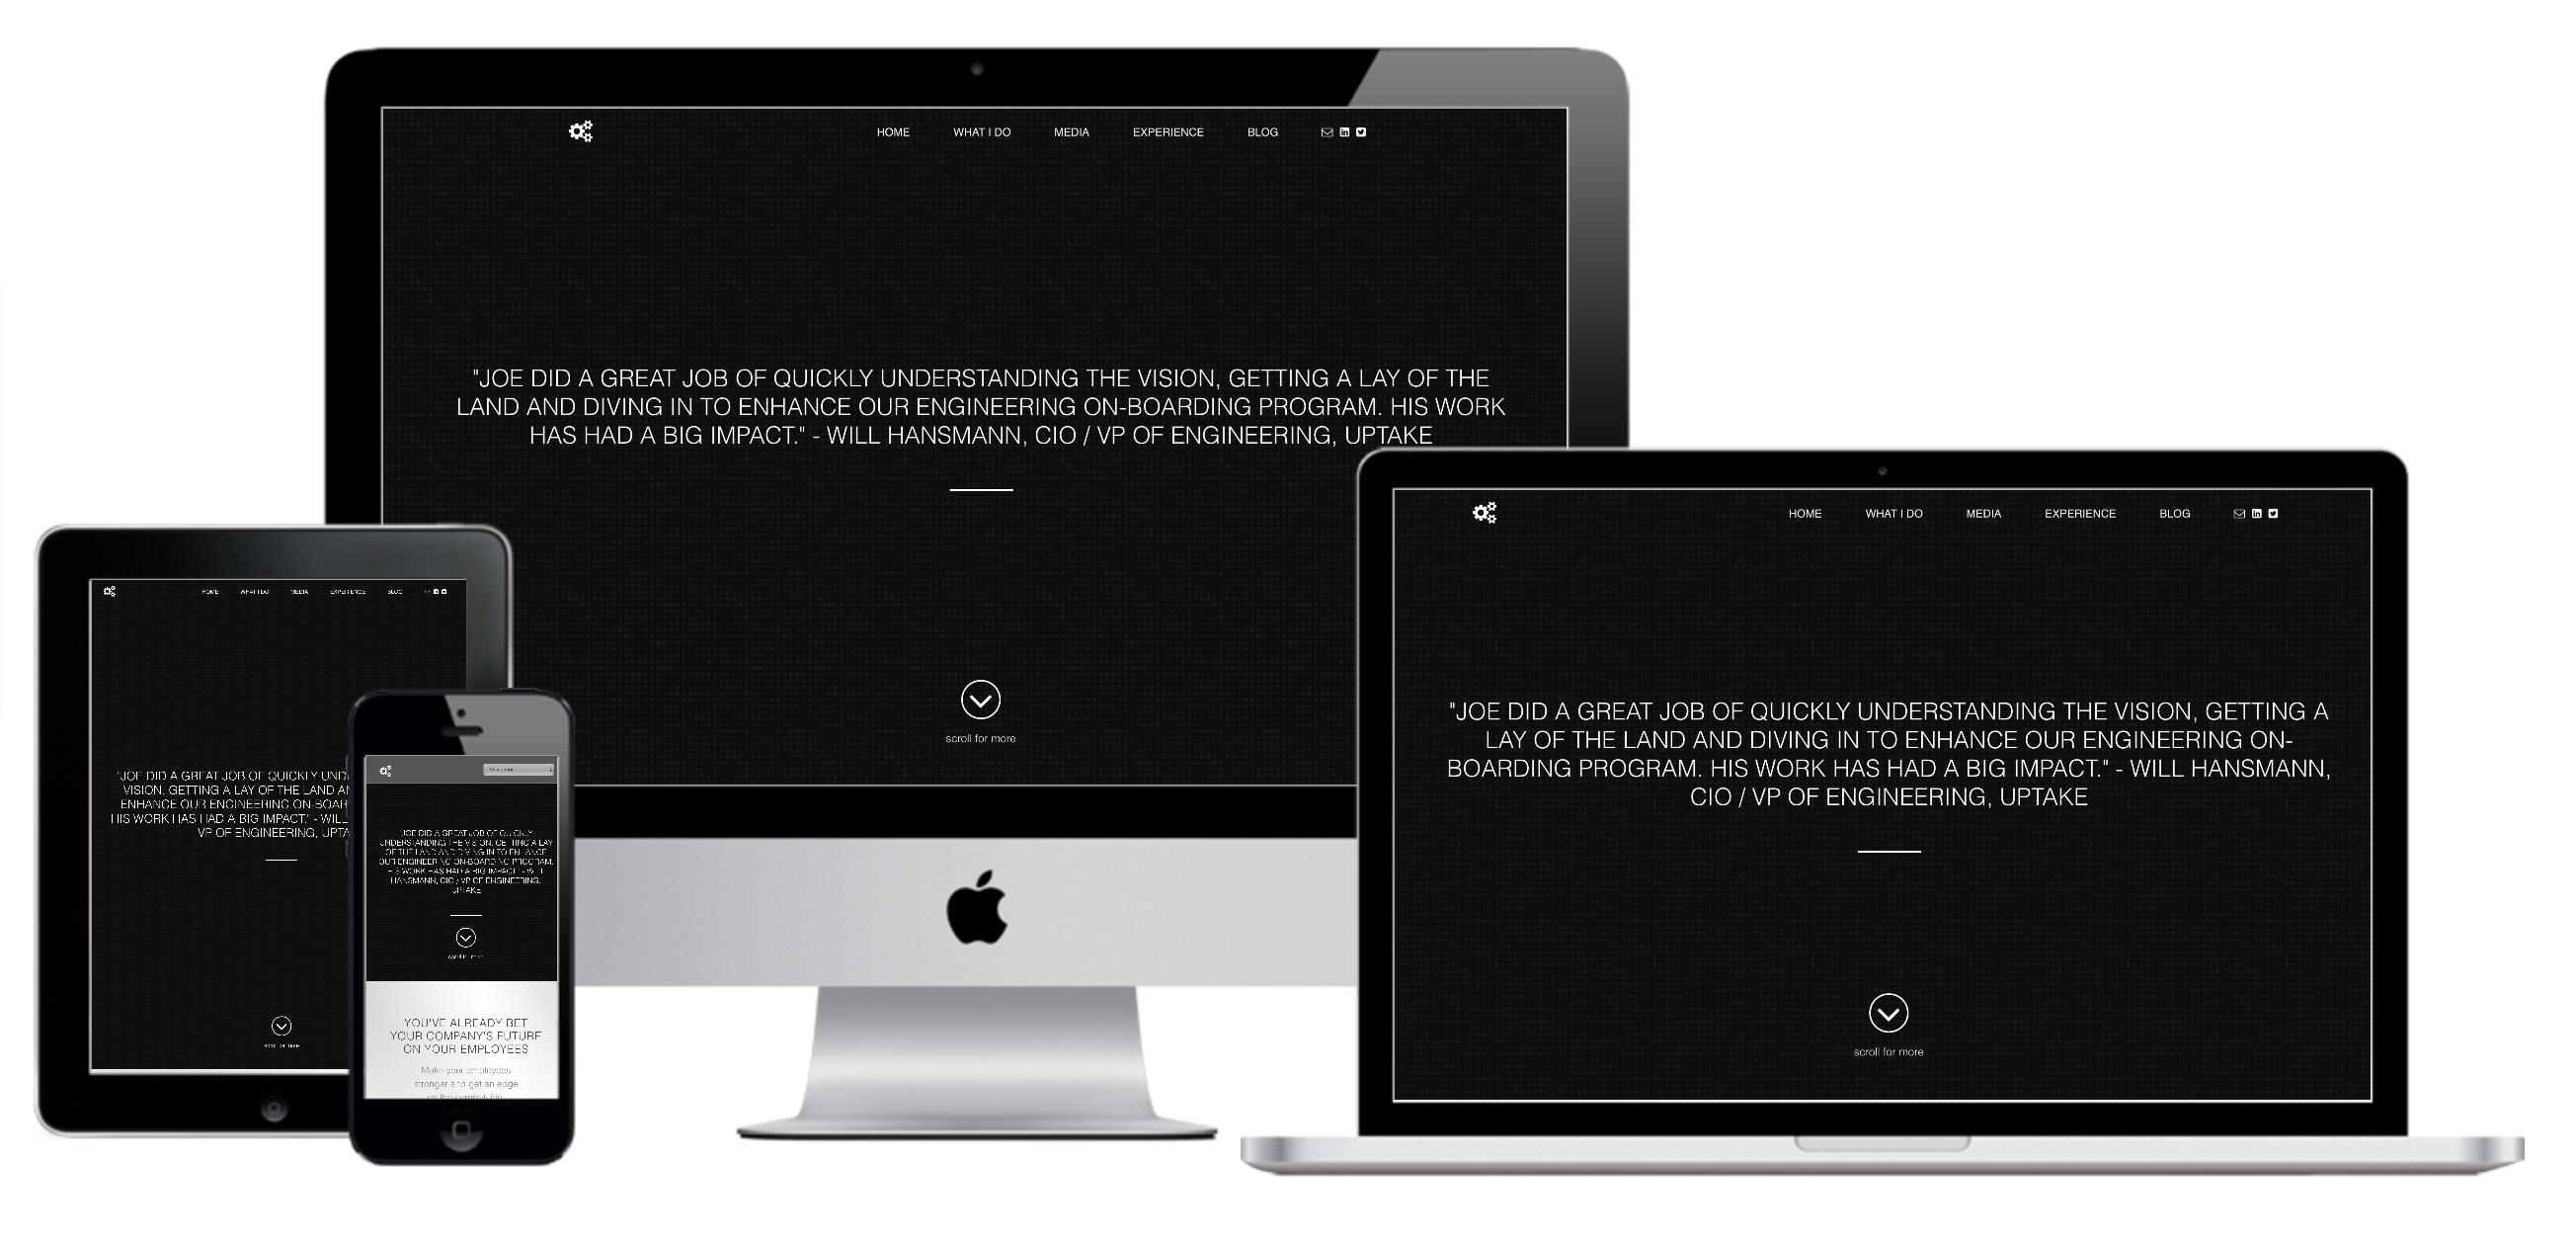 HOME WHAT I DO MEDIA EXPERIENCE BLOG
"JOE DID A GREAT JOB OF QUICKLY UNDERSTANDING THE VISION, GETTING A LAY OF THE
LAND AND DIVING IN TO ENHANCE OUR ENGINEERING ON-BOARDING PROGRAM. HIS WORK
HAS HAD A BIG IMPACT." - WILL HANSMANN, CIO / VP OF ENGINEERING, UPTAKE
scroll for more
HOME WHAT I DO MEDIA EXPERIENCE BLOG
"JOE DID A GREAT JOB OF QUICKLY UNDERSTANDING THE VISION, GETTING A
LAY OF THE LAND AND DIVING IN TO ENHANCE OUR ENGINEERING ON-
BOARDING PROGRAM. HIS WORK HAS HAD A BIG IMPACT." - WILL HANSMANN,
CIO / VP OF ENGINEERING, UPTAKE
scroll for more
HOME WHAT I DO MEDIA EXPERIENCE BLOG
"JOE DID A GREAT JOB OF QUICKLY UND
VISION, GETTING A LAY OF THE LAND AN
ENHANCE OUR ENGINEERING ON-BOAR
HIS WORK HAS HAD A BIG IMPACT." - WILL
VP OF ENGINEERING, UPTA
scroll for more
"JOE DID A GREAT JOB OF QUICKLY
UNDERSTANDING THE VISION, GETTING A LAY
OF THE LAND AND DIVING IN TO ENHANCE
OUR ENGINEERING ON-BOARDING PROGRAM.
HIS WORK HAS HAD A BIG IMPACT." - WILL
HANSMANN, CIO / VP OF ENGINEERING,
UPTAKE
scroll for more
YOU'VE ALREADY BET
YOUR COMPANY'S FUTURE
ON YOUR EMPLOYEES
Make your employees
stronger and get an edge